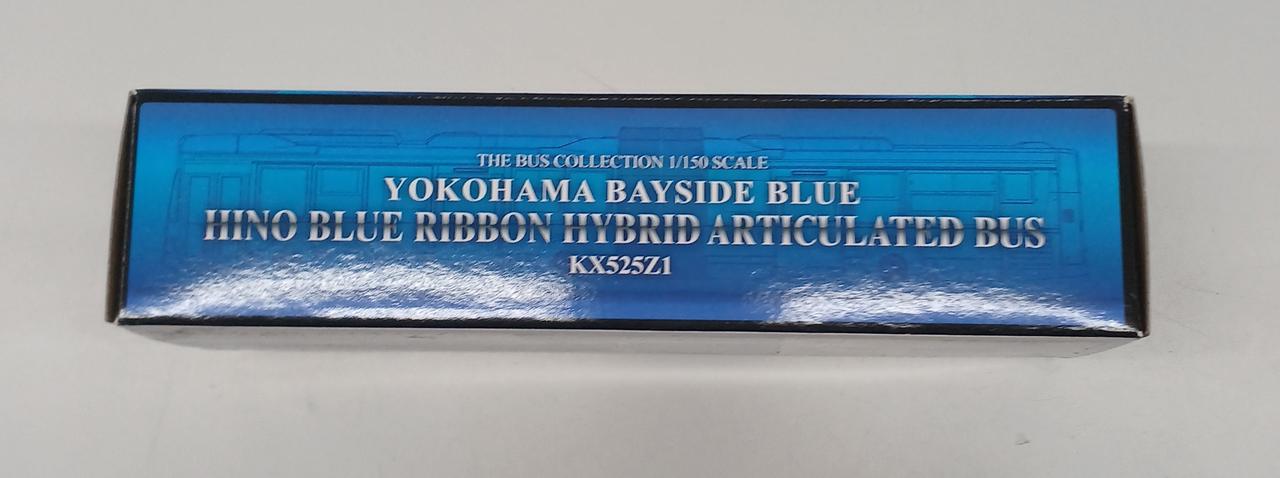 THE BUS COLLECTION 1/150 SCALE
YOKOHAMA BAYSIDE BLUE
HINO BLUE RIBBON HYBRID ARTICULATED BUS
KX525Z1